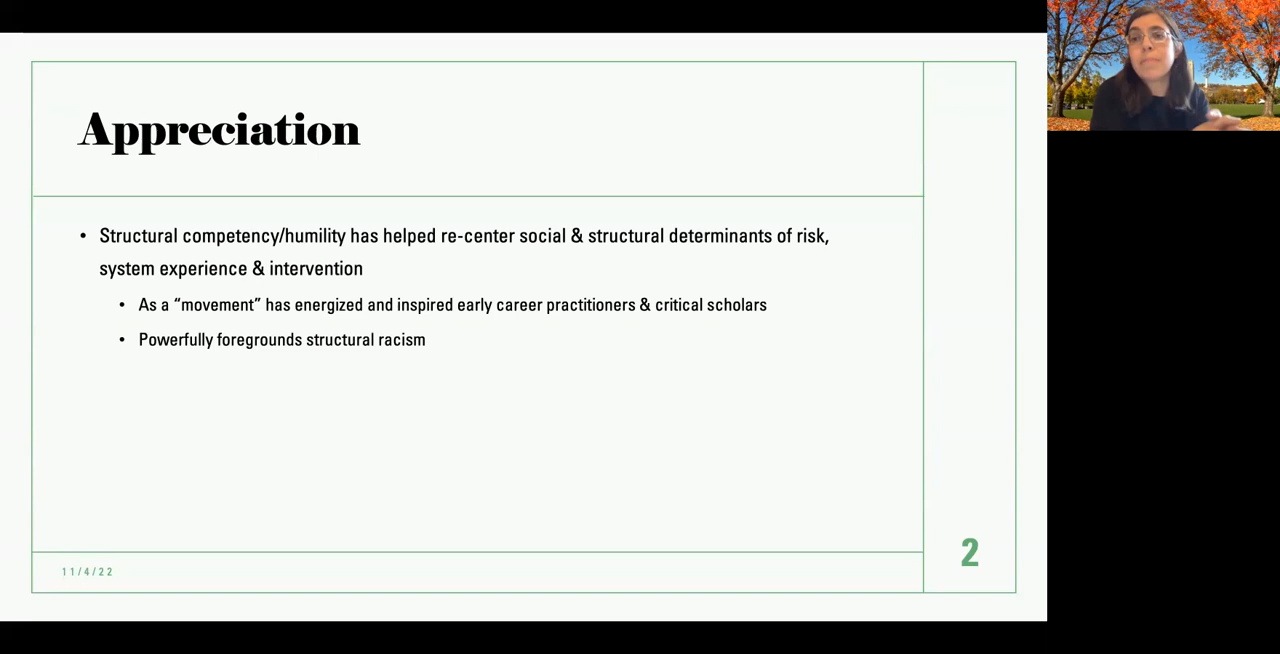 Appreciation
• Structural competency/humility has helped re-center social & structural determinants of risk,
system experience & intervention
• As a “movement” has energized and inspired early career practitioners & critical scholars
• Powerfully foregrounds structural racism
2
11/4/22